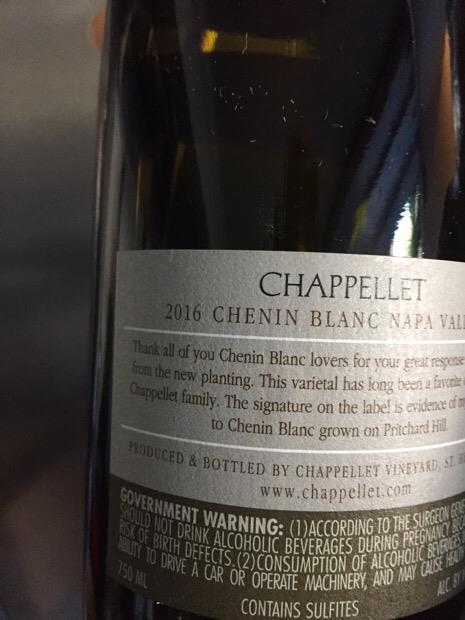 CHAPPELLET
2016 CHENIN BLANC NAPA
Thank all of you Chenin Blanc lovers for your great response
from the new planting. This varietal has long been a favorite
Chappellet family. The signature on the label is evidence of
to Chenin Blanc grown on Pritchard Hill.
PRODUCED & BOTTLED BY CHAPPELLET VINEYARD, ST.
www.chappellet.com
GOVERNMENT WARNING: (1) ACCORDING TO THE SURGEON
SHOULD NOT DRINK ALCOHOLIC BEVERAGES DURING PREGNANCY
RISK OF BIRTH DEFECTS. (2) CONSUMPTION OF ALCOHOLIC BEVERAGES
ABILITY TO DRIVE A CAR OR OPERATE MACHINERY, AND MAY CAUSE
750 ML
ALC BY
CONTAINS SULFITES